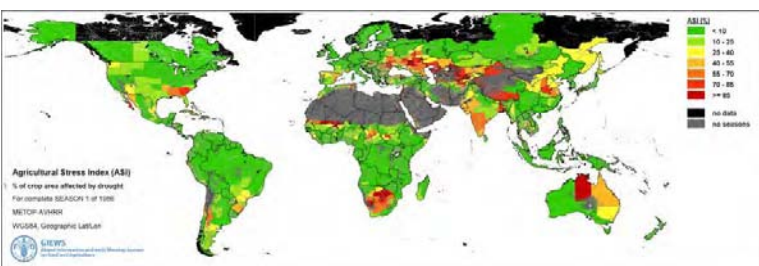 Agricultural Stress Index (ASI)
% of crop area affected by drought
For complete SEASON 1 of
METOP-AVHRR
WGS84, Geographic Lat/Lon
GIEWS
ASI (%)
< 10
10 - 25
25 - 40
40 - 55
55 - 70
70 - 85
>= 85
no data
no seasons